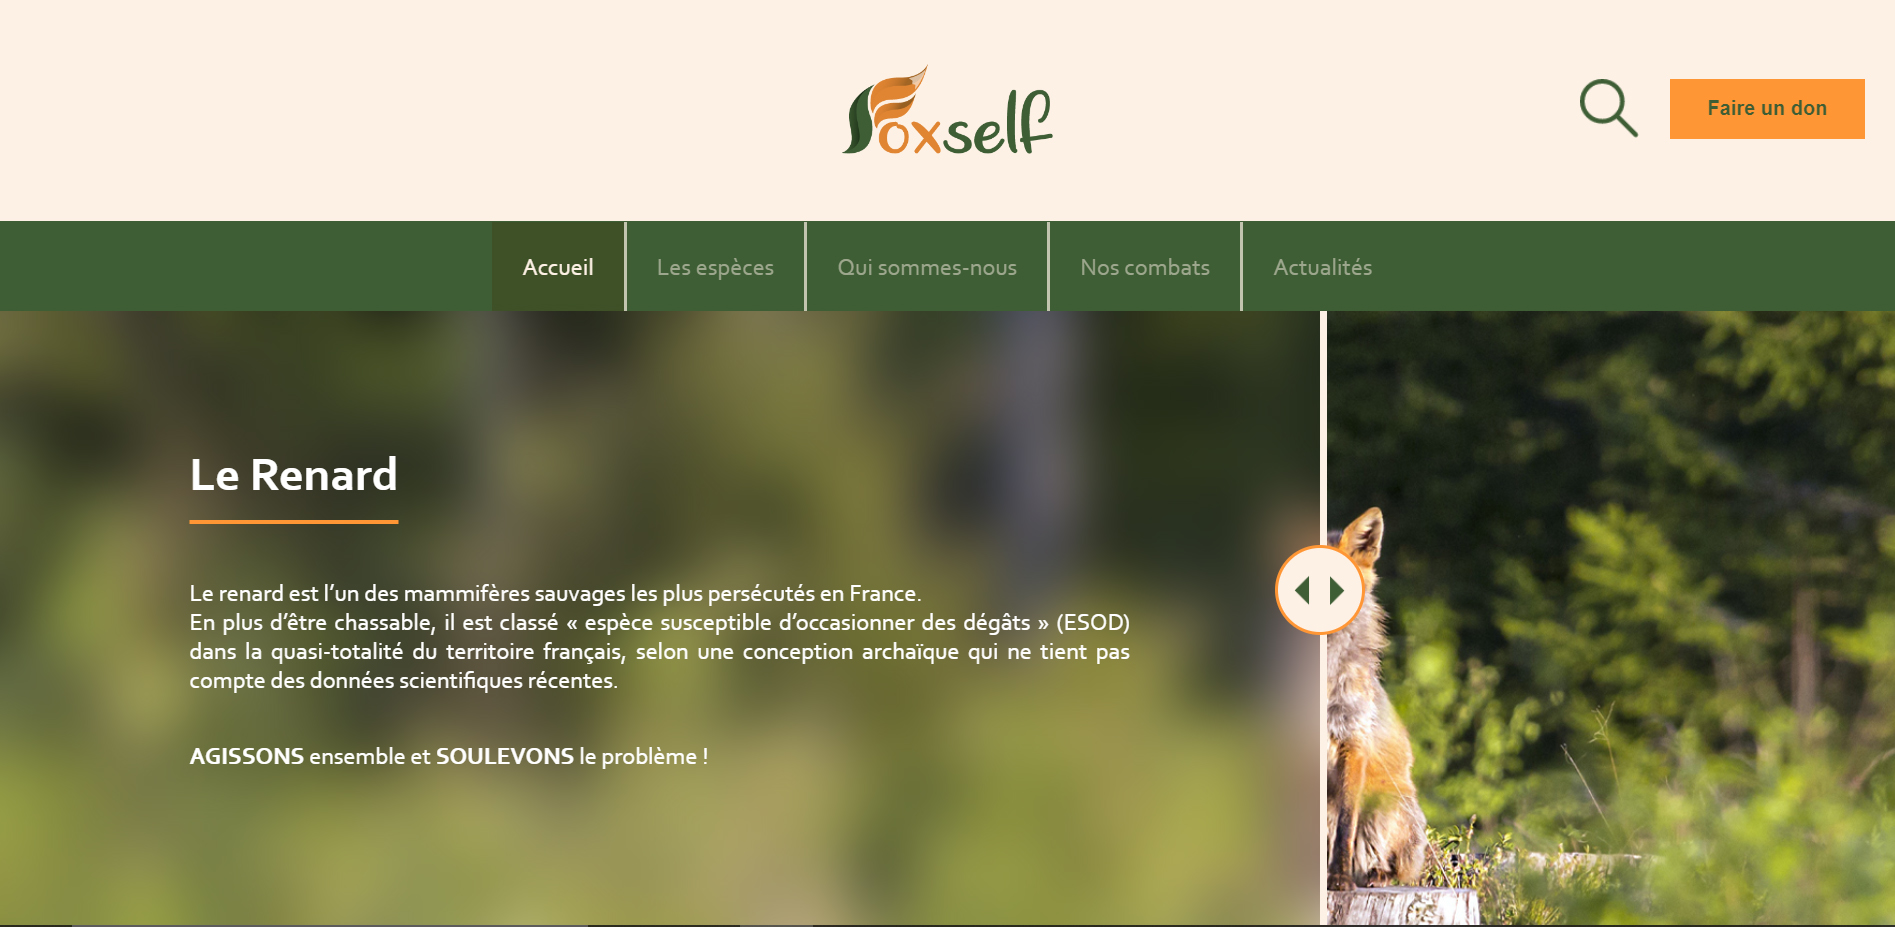 Foxself
Faire un don
Accueil
Les espèces
Qui sommes-nous
Nos combats
Actualités
Le Renard
Le renard est l’un des mammifères sauvages les plus persécutés en France.
En plus d’être chassable, il est classé « espèce susceptible d’occasionner des dégâts » (ESOD)
dans la quasi-totalité du territoire français, selon une conception archaïque qui ne tient pas
compte des données scientifiques récentes.
AGISSONS ensemble et SOULEVONS le problème !